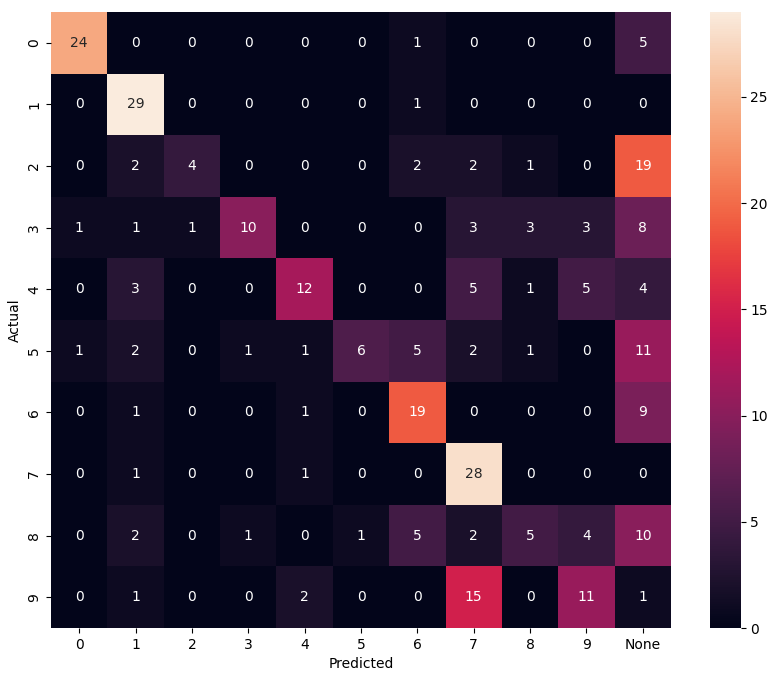 0 24 0 0 0 0 0 1 0 0 0 5
1 0 29 0 0 0 0 1 0 0 0 0
2 0 2 4 0 0 0 2 2 1 0 19
3 1 1 1 10 0 0 0 3 3 3 8
4 0 3 0 0 12 0 0 5 1 5 4
5 1 2 0 1 1 6 5 2 1 0 11
6 0 1 0 0 1 0 19 0 0 0 9
7 0 1 0 0 1 0 0 28 0 0 0
8 0 2 0 1 0 1 5 2 5 4 10
9 0 1 0 0 2 0 0 15 0 11 1
0 1 2 3 4 5 6 7 8 9 None
Predicted
Actual
25
20
15
10
5
0